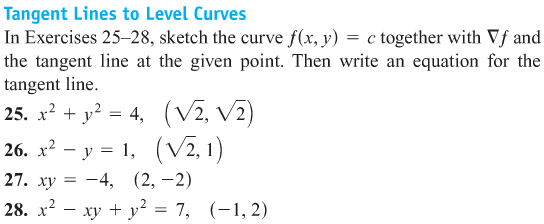 Tangent Lines to Level Curves
In Exercises 25–28, sketch the curve f(x, y) = c together with ∇f and
the tangent line at the given point. Then write an equation for the
tangent line.
25. x² + y² = 4, (√2, √2)
26. x² − y = 1, (√2, 1)
27. xy = −4, (2, −2)
28. x² − xy + y² = 7, (−1, 2)